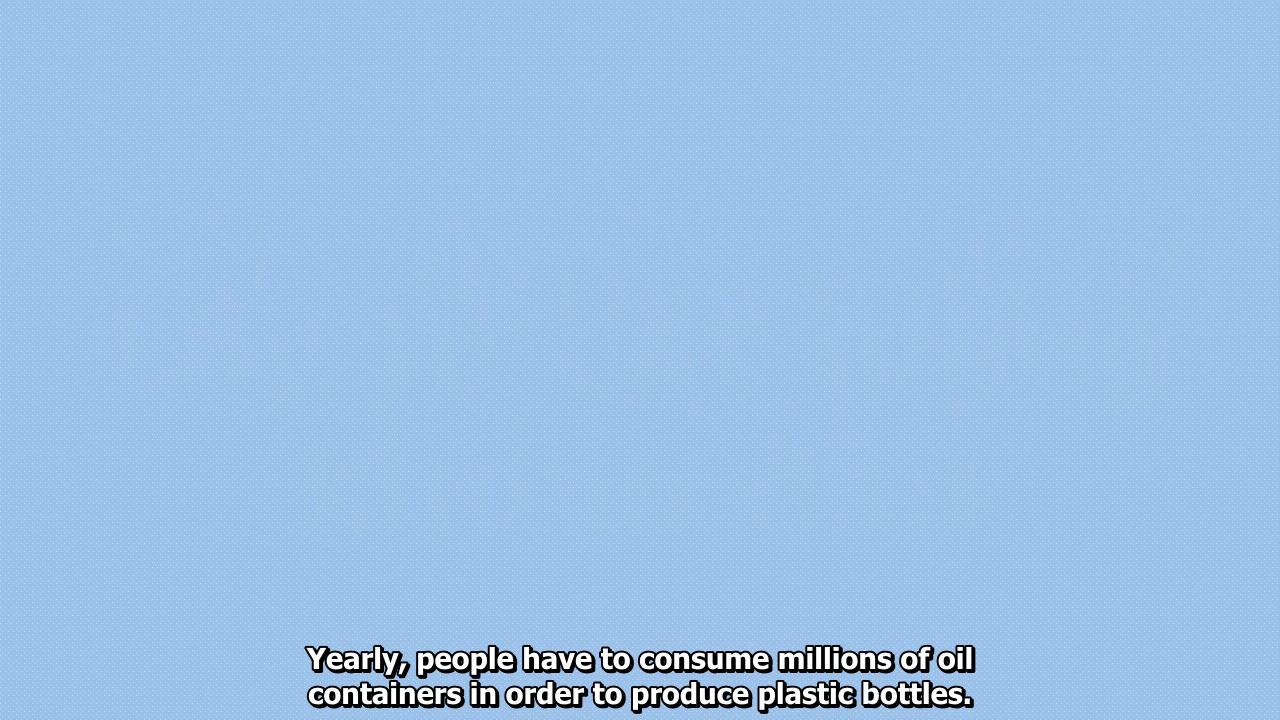 Yearly, people have to consume millions of oil
containers in order to produce plastic bottles.